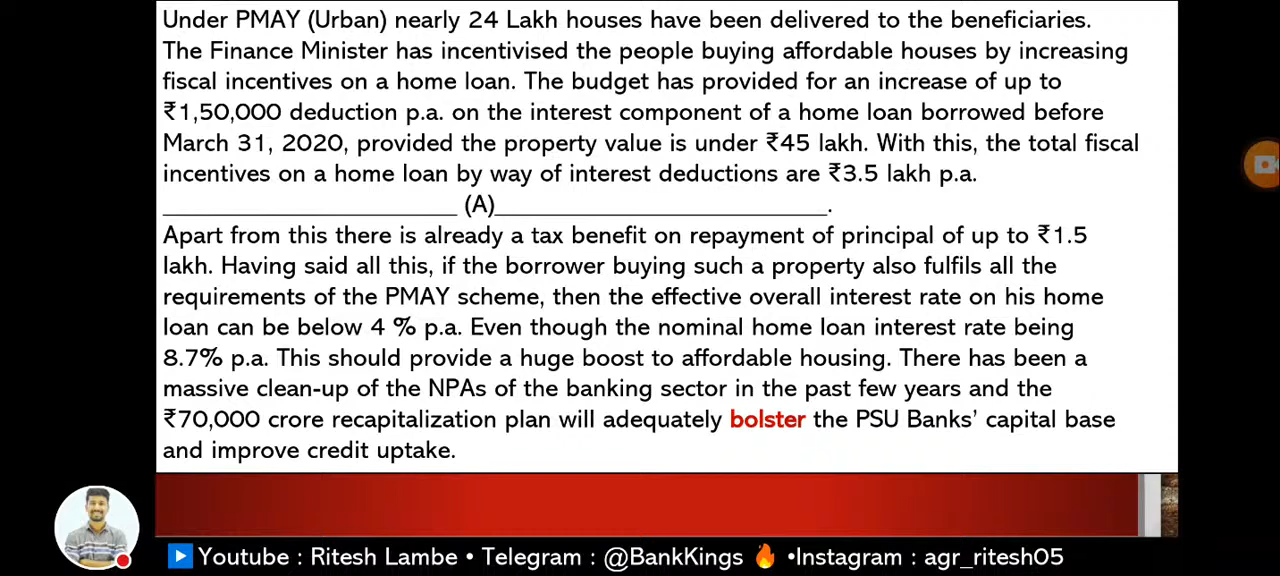 Under PMAY (Urban) nearly 24 Lakh houses have been delivered to the beneficiaries.
The Finance Minister has incentivised the people buying affordable houses by increasing
fiscal incentives on a home loan. The budget has provided for an increase of up to
₹1,50,000 deduction p.a. on the interest component of a home loan borrowed before
March 31, 2020, provided the property value is under ₹45 lakh. With this, the total fiscal
incentives on a home loan by way of interest deductions are ₹3.5 lakh p.a.
____________________________ (A)________________________________.
Apart from this there is already a tax benefit on repayment of principal of up to ₹1.5
lakh. Having said all this, if the borrower buying such a property also fulfils all the
requirements of the PMAY scheme, then the effective overall interest rate on his home
loan can be below 4 % p.a. Even though the nominal home loan interest rate being
8.7% p.a. This should provide a huge boost to affordable housing. There has been a
massive clean-up of the NPAs of the banking sector in the past few years and the
₹70,000 crore recapitalization plan will adequately bolster the PSU Banks' capital base
and improve credit uptake.
▶ Youtube : Ritesh Lambe • Telegram : @BankKings 🔥 •Instagram : agr_ritesh05